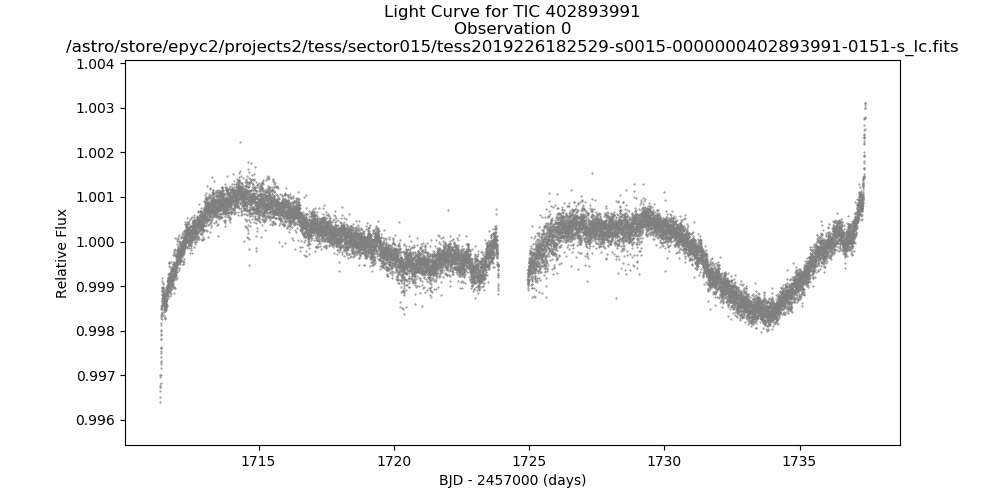 Light Curve for TIC 402893991
Observation 0
/astro/store/epyc2/projects2/tess/sector015/tess2019226182529-s0015-0000000402893991-0151-s_lc.fits
1.004
1.003
1.002
1.001
1.000
0.999
0.998
0.997
0.996
Relative Flux
1715
1720
1725
1730
1735
BJD - 2457000 (days)